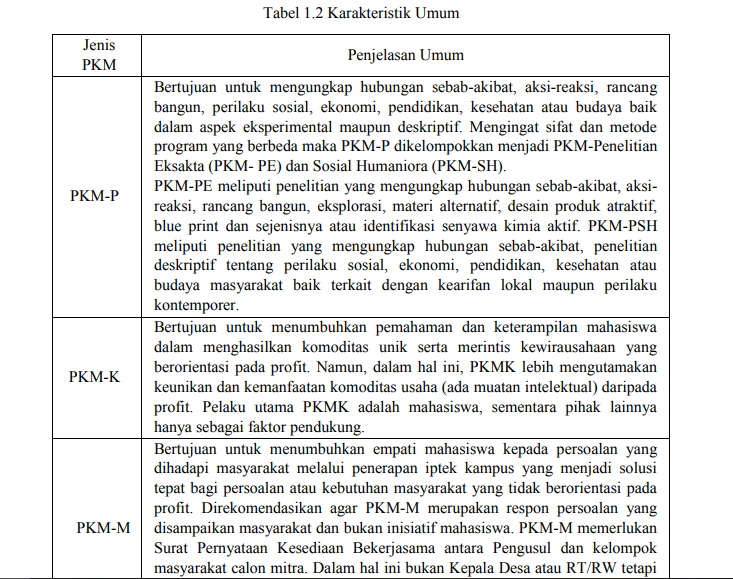 Tabel 1.2 Karakteristik Umum
Jenis
PKM
Penjelasan Umum
PKM-P
Bertujuan untuk mengungkap hubungan sebab-akibat, aksi-reaksi, rancang
bangun, perilaku sosial, ekonomi, pendidikan, kesehatan atau budaya baik
dalam aspek eksperimental maupun deskriptif. Mengingat sifat dan metode
program yang berbeda maka PKM-P dikelompokkan menjadi PKM-Penelitian
Eksakta (PKM- PE) dan Sosial Humaniora (PKM-SH).
PKM-PE meliputi penelitian yang mengungkap hubungan sebab-akibat, aksi-
reaksi, rancang bangun, eksplorasi, materi alternatif, desain produk atraktif,
blue print dan sejenisnya atau identifikasi senyawa kimia aktif. PKM-PSH
meliputi penelitian yang mengungkap hubungan sebab-akibat, penelitian
deskriptif tentang perilaku sosial, ekonomi, pendidikan, kesehatan atau
budaya masyarakat baik terkait dengan kearifan lokal maupun perilaku
kontemporer.
PKM-K
Bertujuan untuk menumbuhkan pemahaman dan keterampilan mahasiswa
dalam menghasilkan komoditas unik serta merintis kewirausahaan yang
berorientasi pada profit. Namun, dalam hal ini, PKMK lebih mengutamakan
keunikan dan kemanfaatan komoditas usaha (ada muatan intelektual) daripada
profit. Pelaku utama PKMK adalah mahasiswa, sementara pihak lainnya
hanya sebagai faktor pendukung.
PKM-M
Bertujuan untuk menumbuhkan empati mahasiswa kepada persoalan yang
dihadapi masyarakat melalui penerapan iptek kampus yang menjadi solusi
tepat bagi persoalan atau kebutuhan masyarakat yang tidak berorientasi pada
profit. Direkomendasikan agar PKM-M merupakan respon persoalan yang
disampaikan masyarakat dan bukan inisiatif mahasiswa. PKM-M memerlukan
Surat Pernyataan Kesediaan Bekerjasama antara Pengusul dan kelompok
masyarakat calon mitra. Dalam hal ini bukan Kepala Desa atau RT/RW tetapi